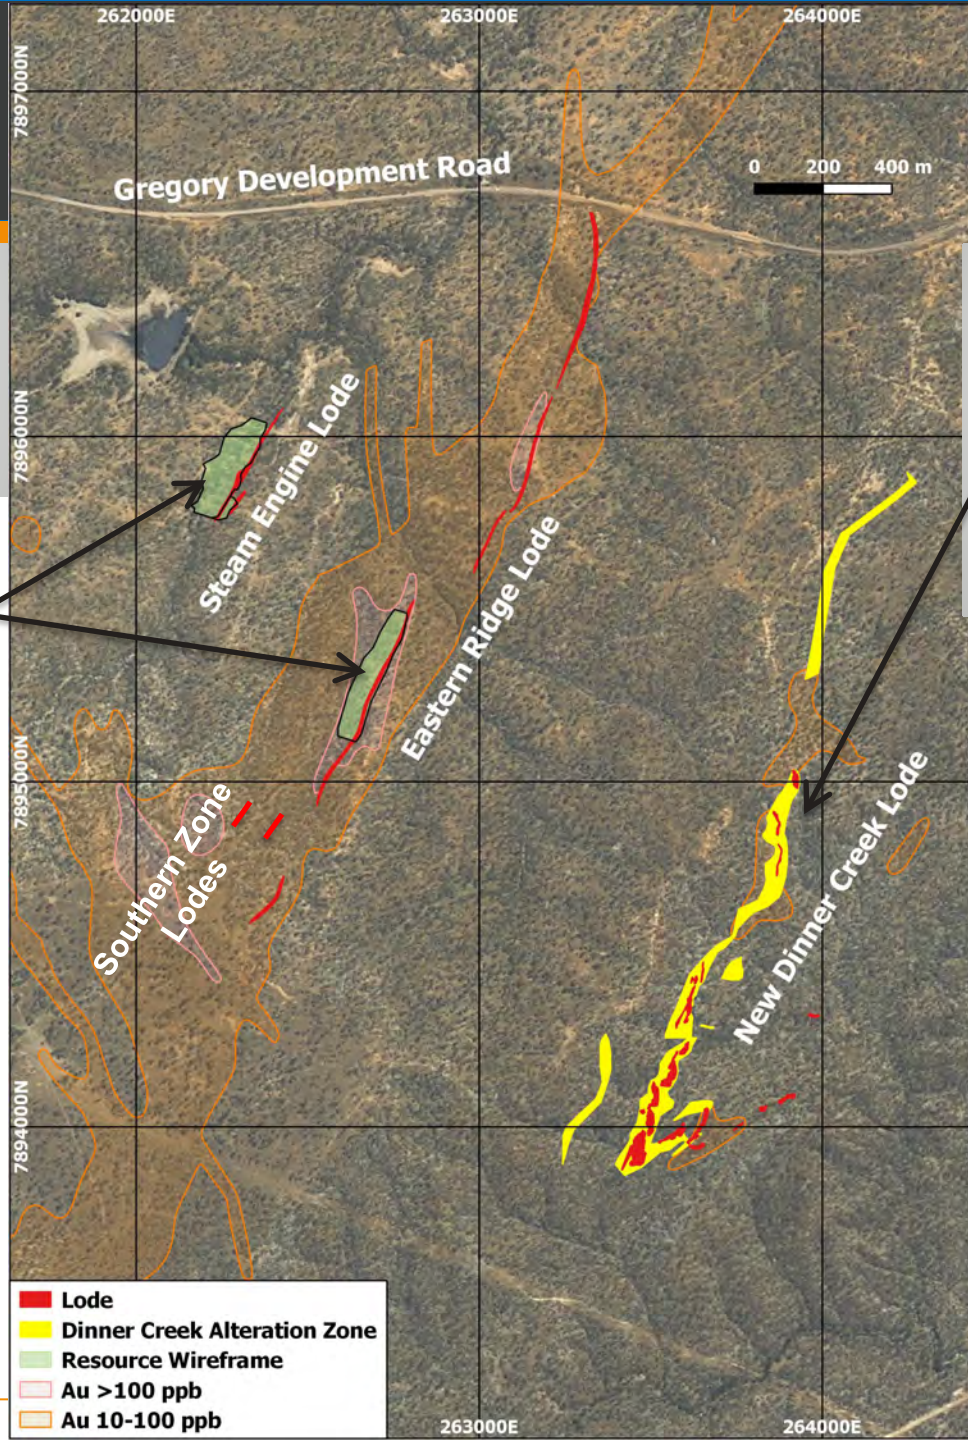 262000E
263000E
264000E
7897000N
Gregory Development Road
0 200 400 m
7896000N
Steam Engine Lode
Eastern Ridge Lode
7895000N
Southern Zone
Lodes
New Dinner Creek Lode
7894000N
Lode
Dinner Creek Alteration Zone
Resource Wireframe
Au >100 ppb
Au 10-100 ppb
263000E
264000E